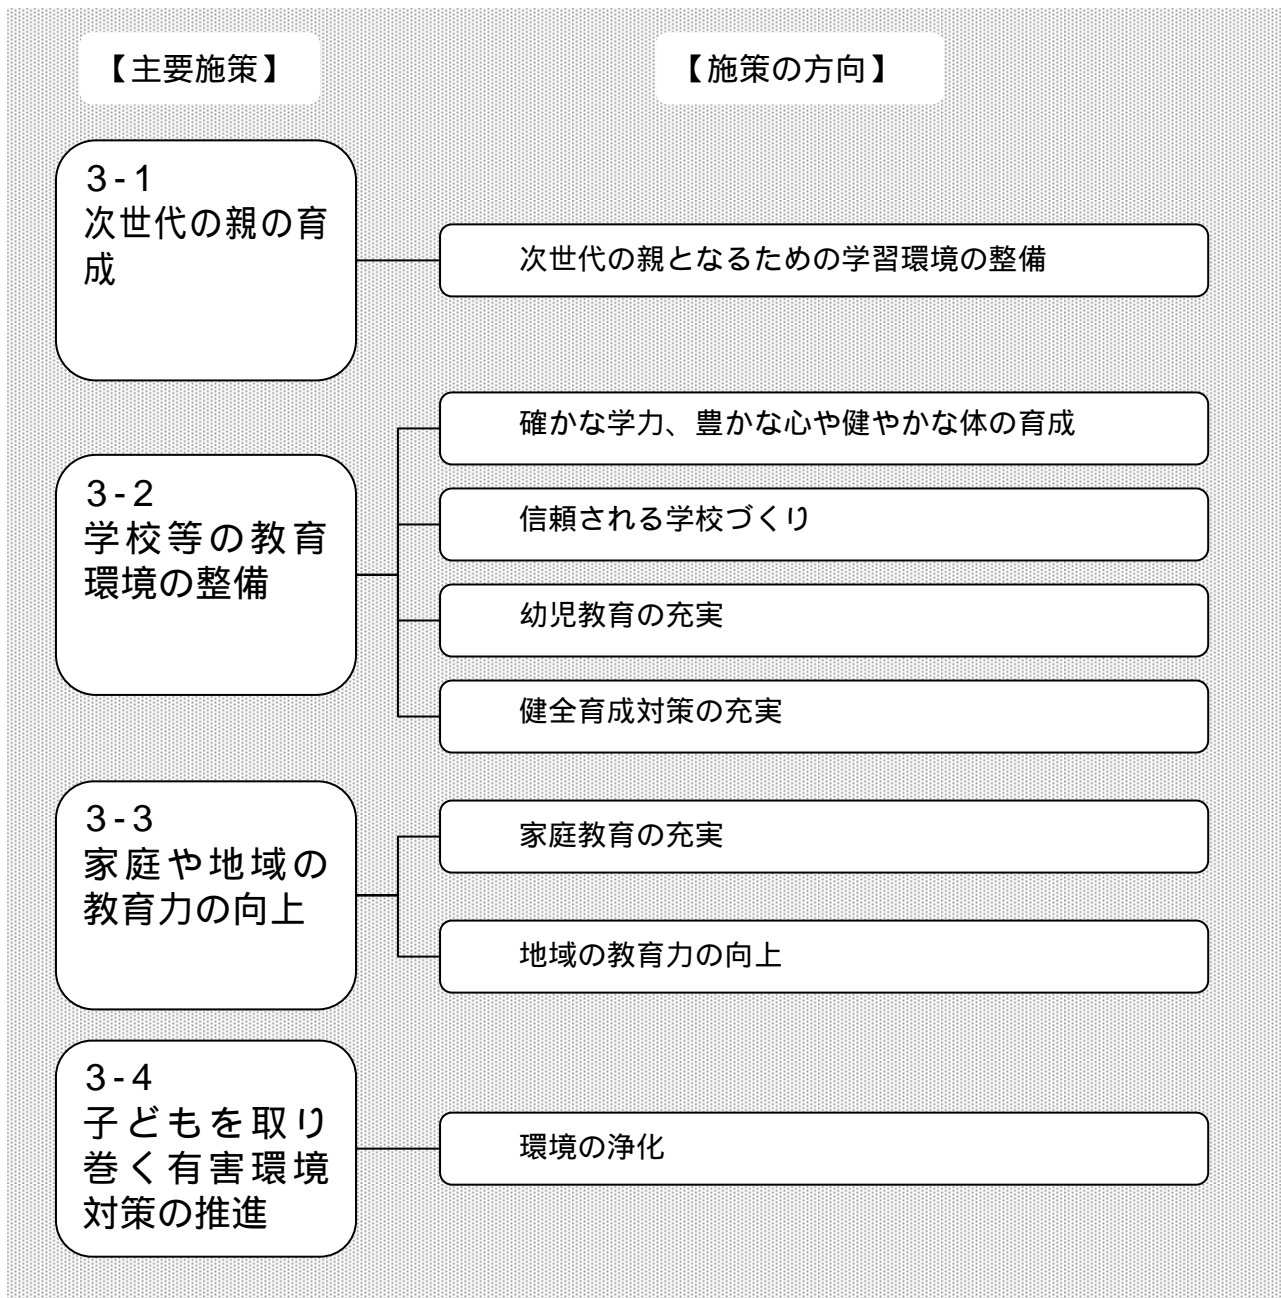 【主要施策】
【施策の方向】
3-1
次世代の親の育
成
次世代の親となるための学習環境の整備
3-2
学校等の教育
環境の整備
確かな学力、豊かな心や健やかな体の育成
信頼される学校づくり
幼児教育の充実
健全育成対策の充実
3-3
家庭や地域の
教育力の向上
家庭教育の充実
地域の教育力の向上
3-4
子どもを取り
巻く有害環境
対策の推進
環境の浄化